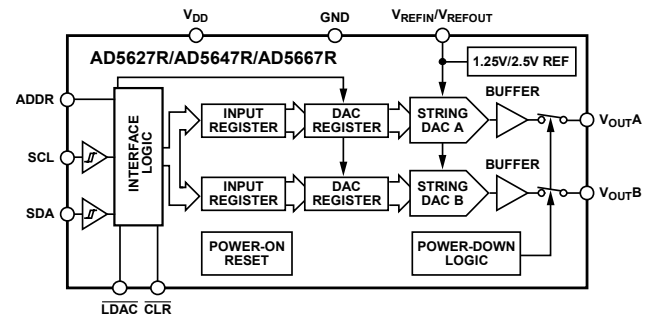 VDD
GND
VREFIN/VREFOUT
AD5627R/AD5647R/AD5667R
1.25V/2.5V REF
ADDR
SCL
SDA
INTERFACE
LOGIC
INPUT
REGISTER
DAC
REGISTER
STRING
DAC A
BUFFER
VOUTA
INPUT
REGISTER
DAC
REGISTER
STRING
DAC B
BUFFER
VOUTB
POWER-ON
RESET
POWER-DOWN
LOGIC
LDAC
CLR